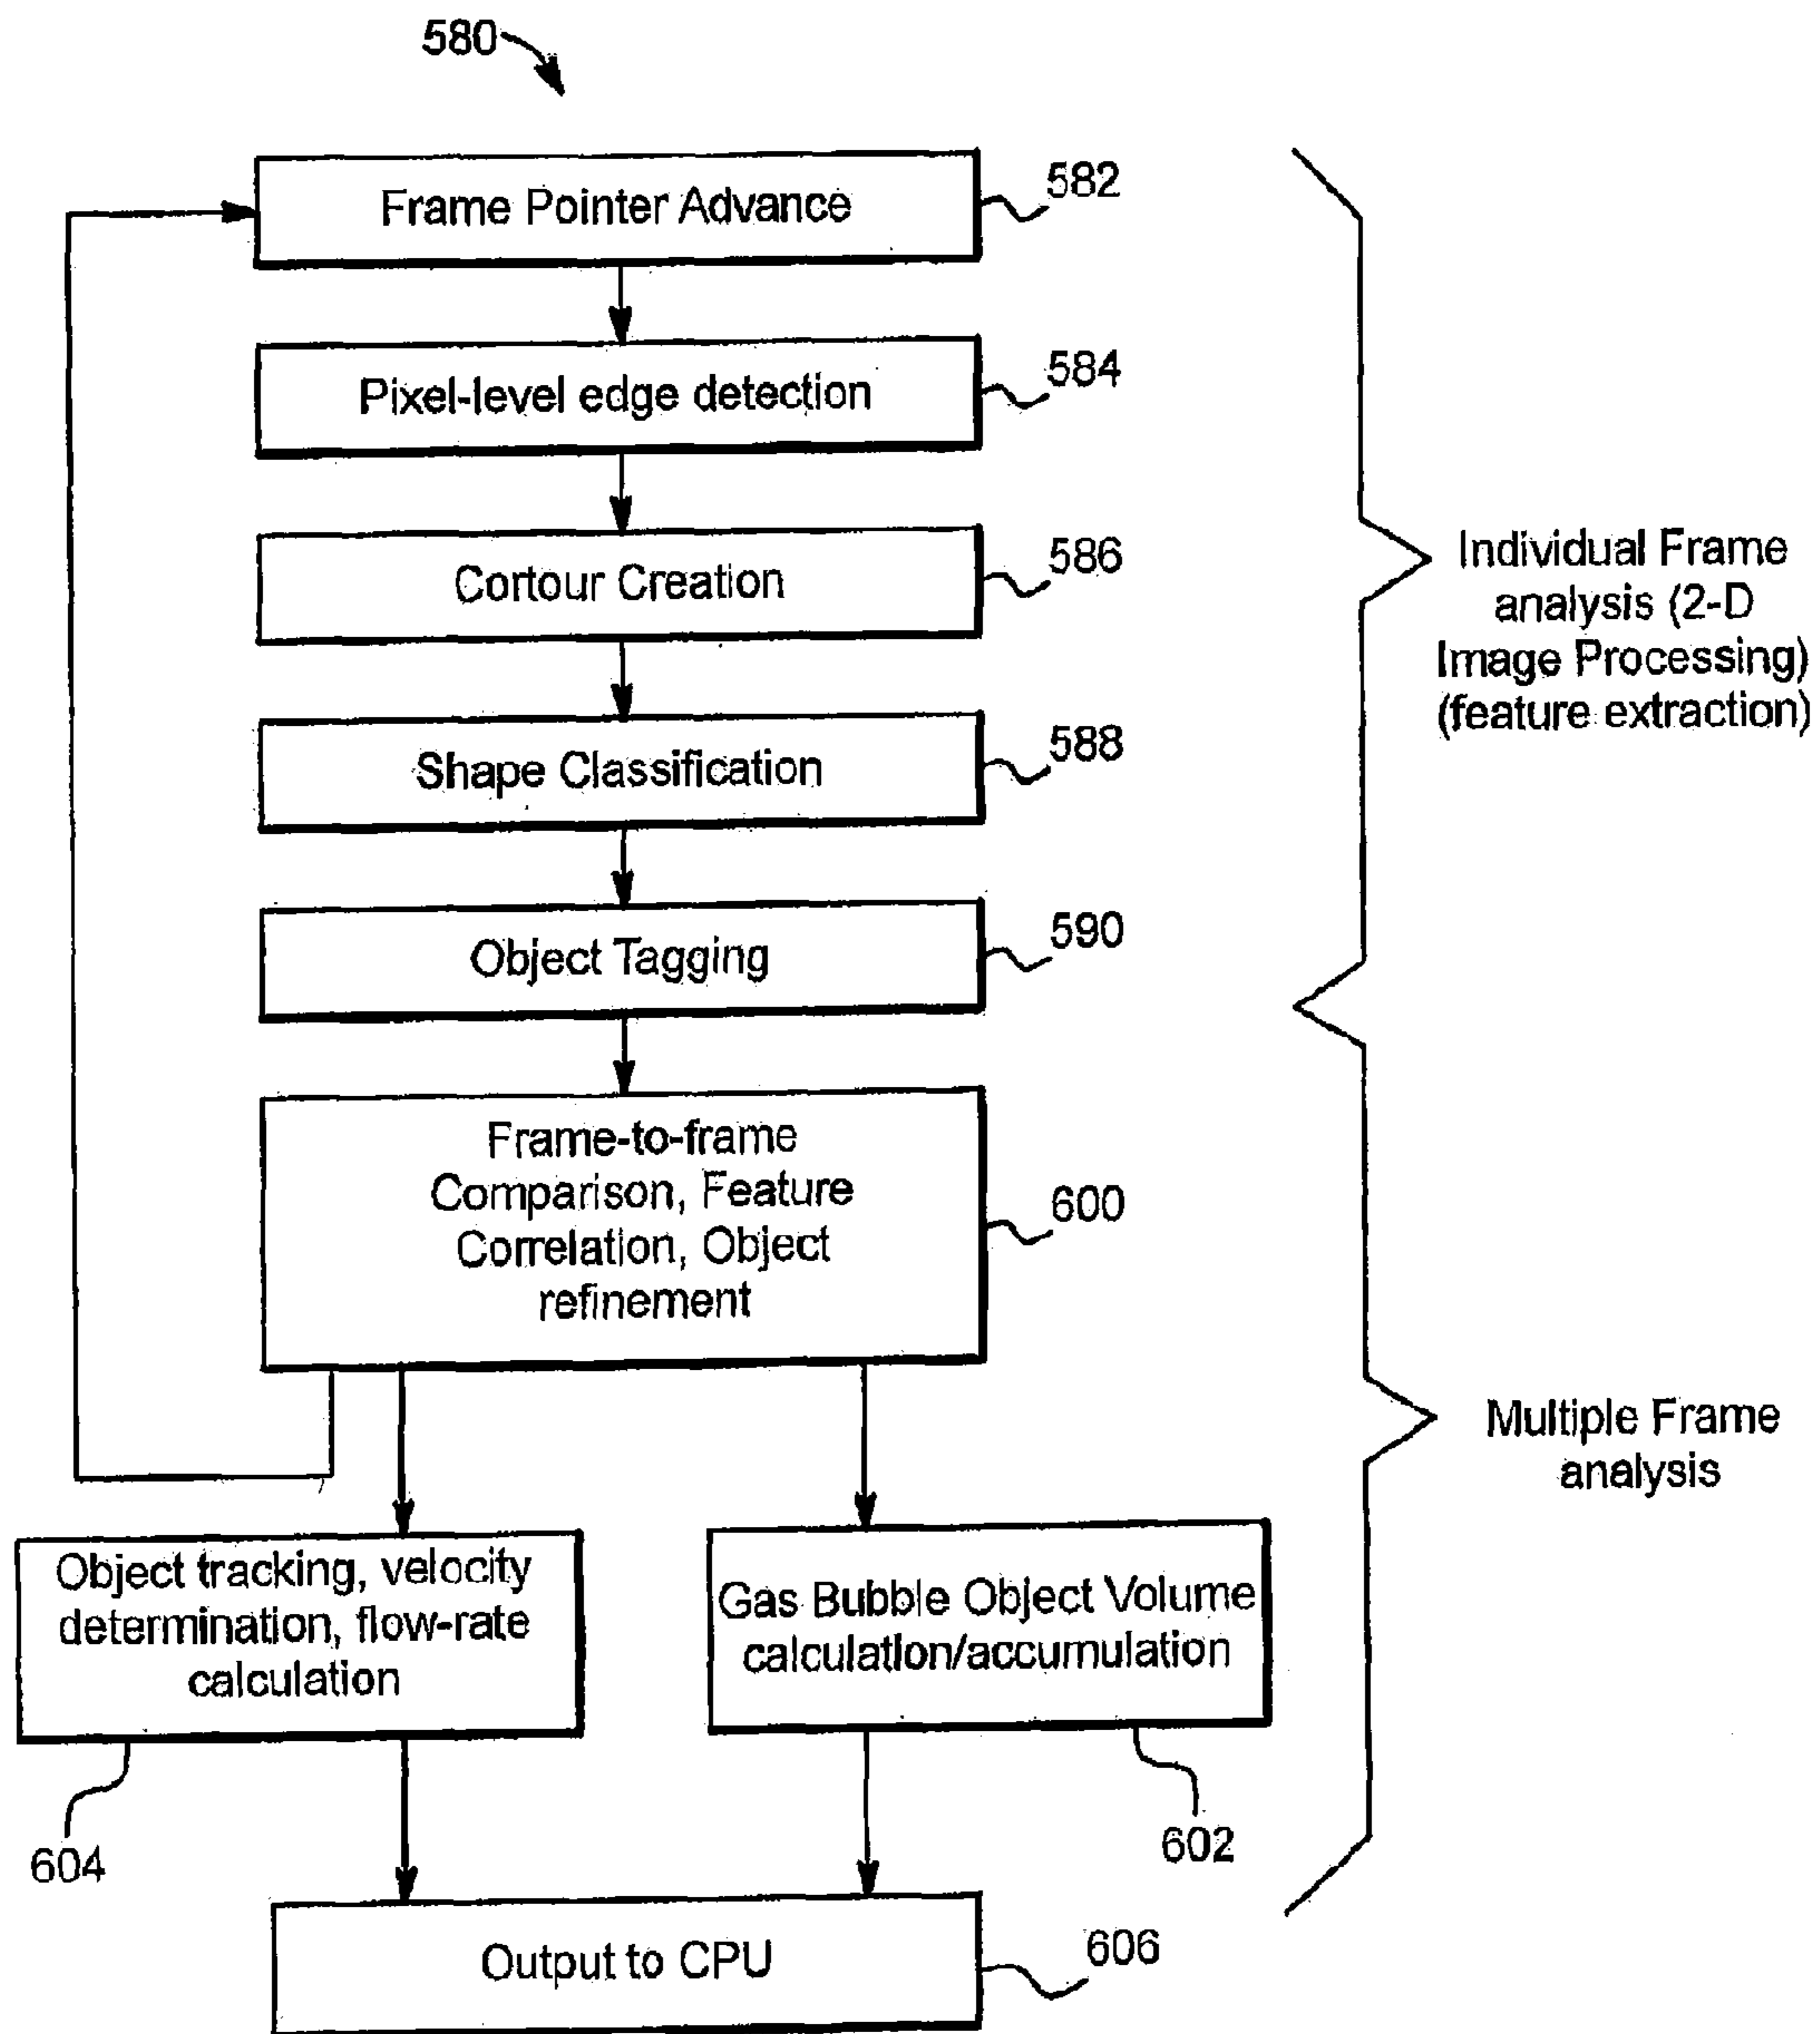 580
Frame Pointer Advance
582
Pixel-level edge detection
584
Cortour Creation
586
Shape Classification
588
Object Tagging
590
Individual Frame
analysis (2-D
Image Processing)
(feature extraction)
Frame-to-frame
Comparison, Feature
Correlation, Object
refinement
600
Multiple Frame
analysis
Object tracking, velocity
determination, flow-rate
calculation
604
Gas Bubble Object Volume
calculation/accumulation
602
Output to CPU
606